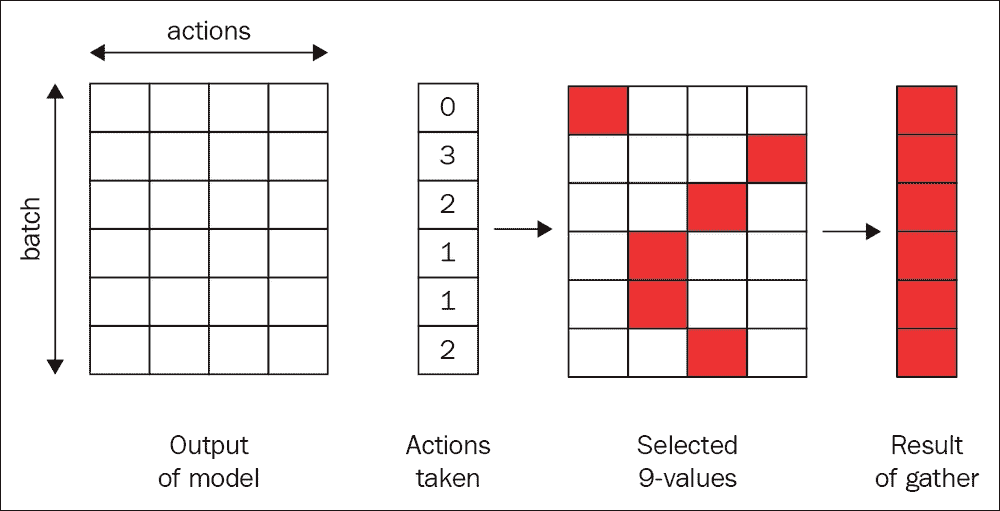 actions
batch
0
3
2
1
1
2
Output
of model
Actions
taken
Selected
9-values
Result
of gather